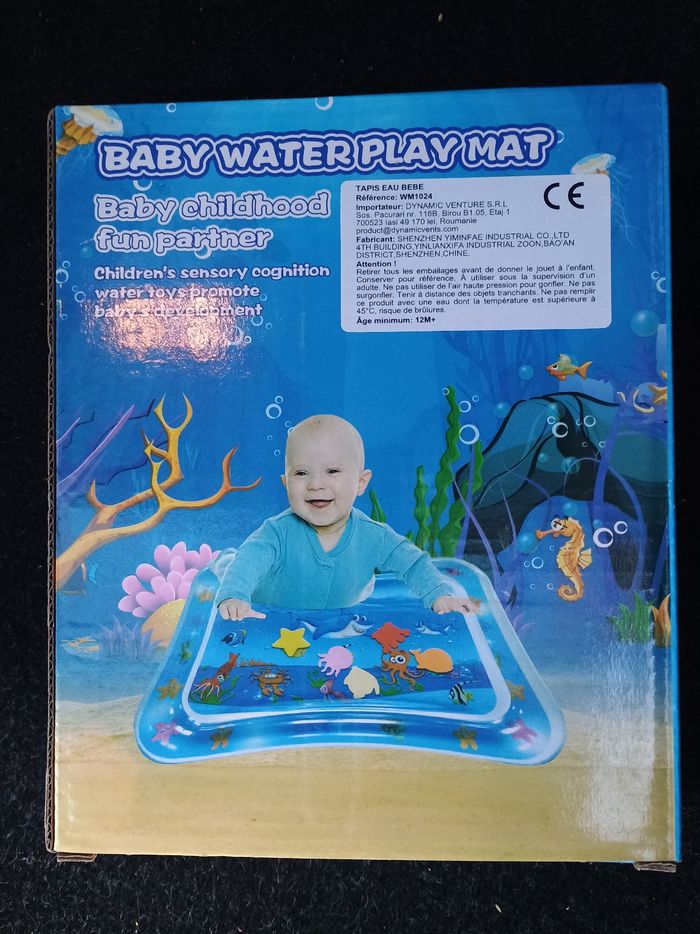 BABY WATER PLAY MAT
Baby childhood
fun partner
Children's sensory cognition
water toys promote
baby's development
TAPIS EAU BEBE
Référence: WM1024
Importateur: DYNAMIC VENTURE S.R.L
Sos. Pacurari nr. 116B, Birou B1.05, Etaj 1
700523 Iasi 49 170 lei, Roumanie
product@dynamicvents.com
Fabricant: SHENZHEN YIMINFAE INDUSTRIAL CO.,LTD
4TH BUILDING,YINLIANXIFA INDUSTRIAL ZOON,BAO'AN
DISTRICT,SHENZHEN,CHINE.
Attention !
Retirer tous les emballages avant de donner le jouet à l'enfant.
Conserver pour référence. À utiliser sous la supervision d'un
adulte. Ne pas utiliser de l'air haute pression pour gonfler. Ne pas
surgonfler. Tenir à distance des objets tranchants. Ne pas remplir
ce produit avec une eau dont la température est supérieure à
45°C, risque de brûlures.
Âge minimum: 12M+
CE